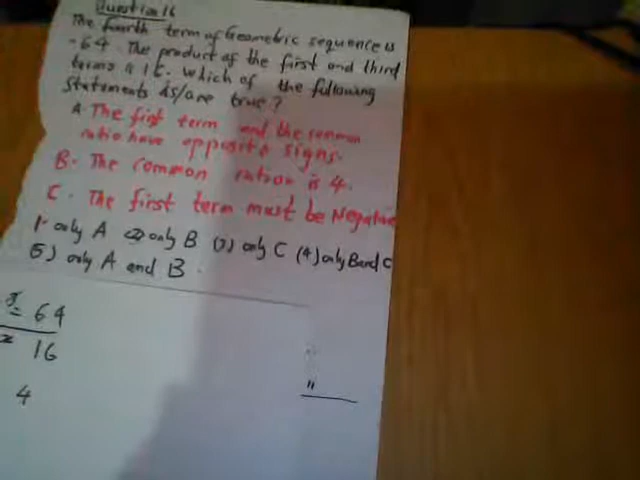 Question 16
The fourth term of Geometric sequence is
-64. The product of the first and third
terms is 16. Which of the following
Statements is/are true?
A. The first term and the common
ratio have opposite signs.
B. The common ration is 4.
C. The first term must be Negative
1. only A (2) only B (3) only C (4) only B and C
5) only A and B.
= 64
16
4